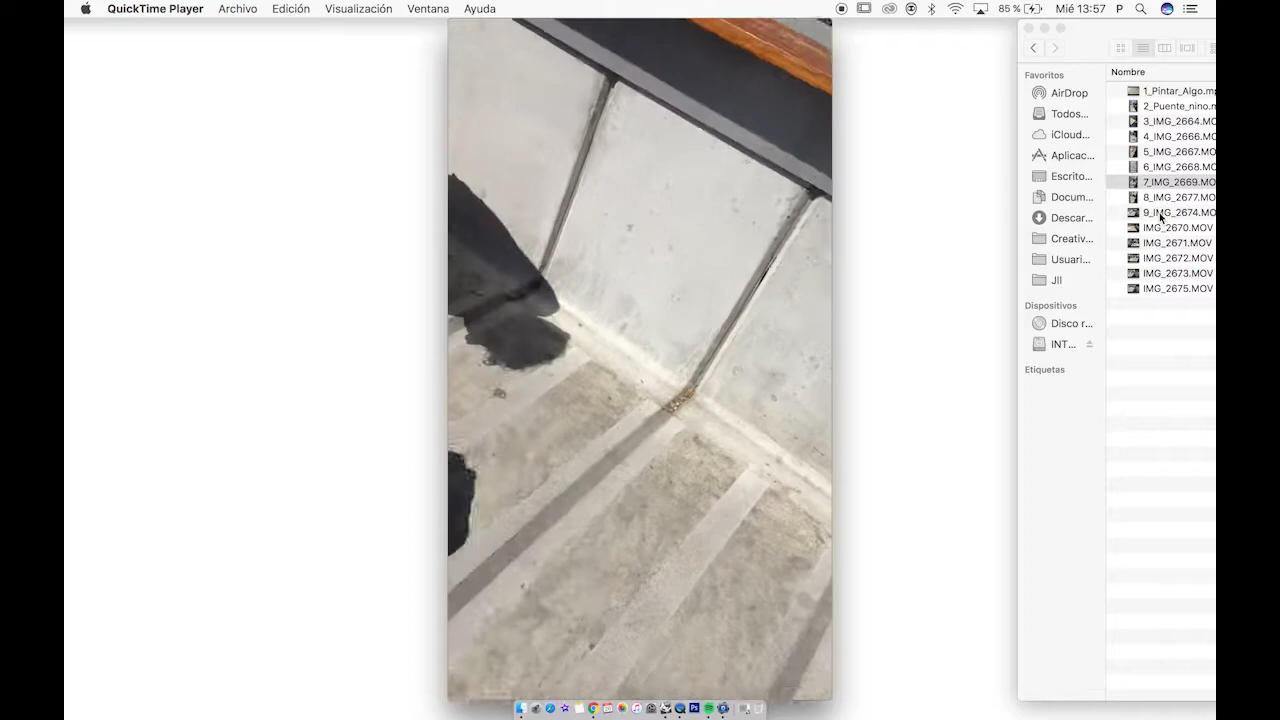 QuickTime Player Archivo Edición Visualización Ventana Ayuda 85 % Mié 13:57 P
Favoritos
AirDrop
Todos...
iCloud...
Aplicac...
Escrito...
Docum...
Descar...
Creativ...
Usuari...
JII
Dispositivos
Disco r...
INT...
Etiquetas
Nombre
1_Pintar_Algo.mp
2_Puente_nino.m
3_IMG_2664.MO
4_IMG_2666.MO
5_IMG_2667.MO
6_IMG_2668.MO
7_IMG_2669.MO
8_IMG_2677.MO
9_IMG_2674.MO
IMG_2670.MOV
IMG_2671.MOV
IMG_2672.MOV
IMG_2673.MOV
IMG_2675.MOV